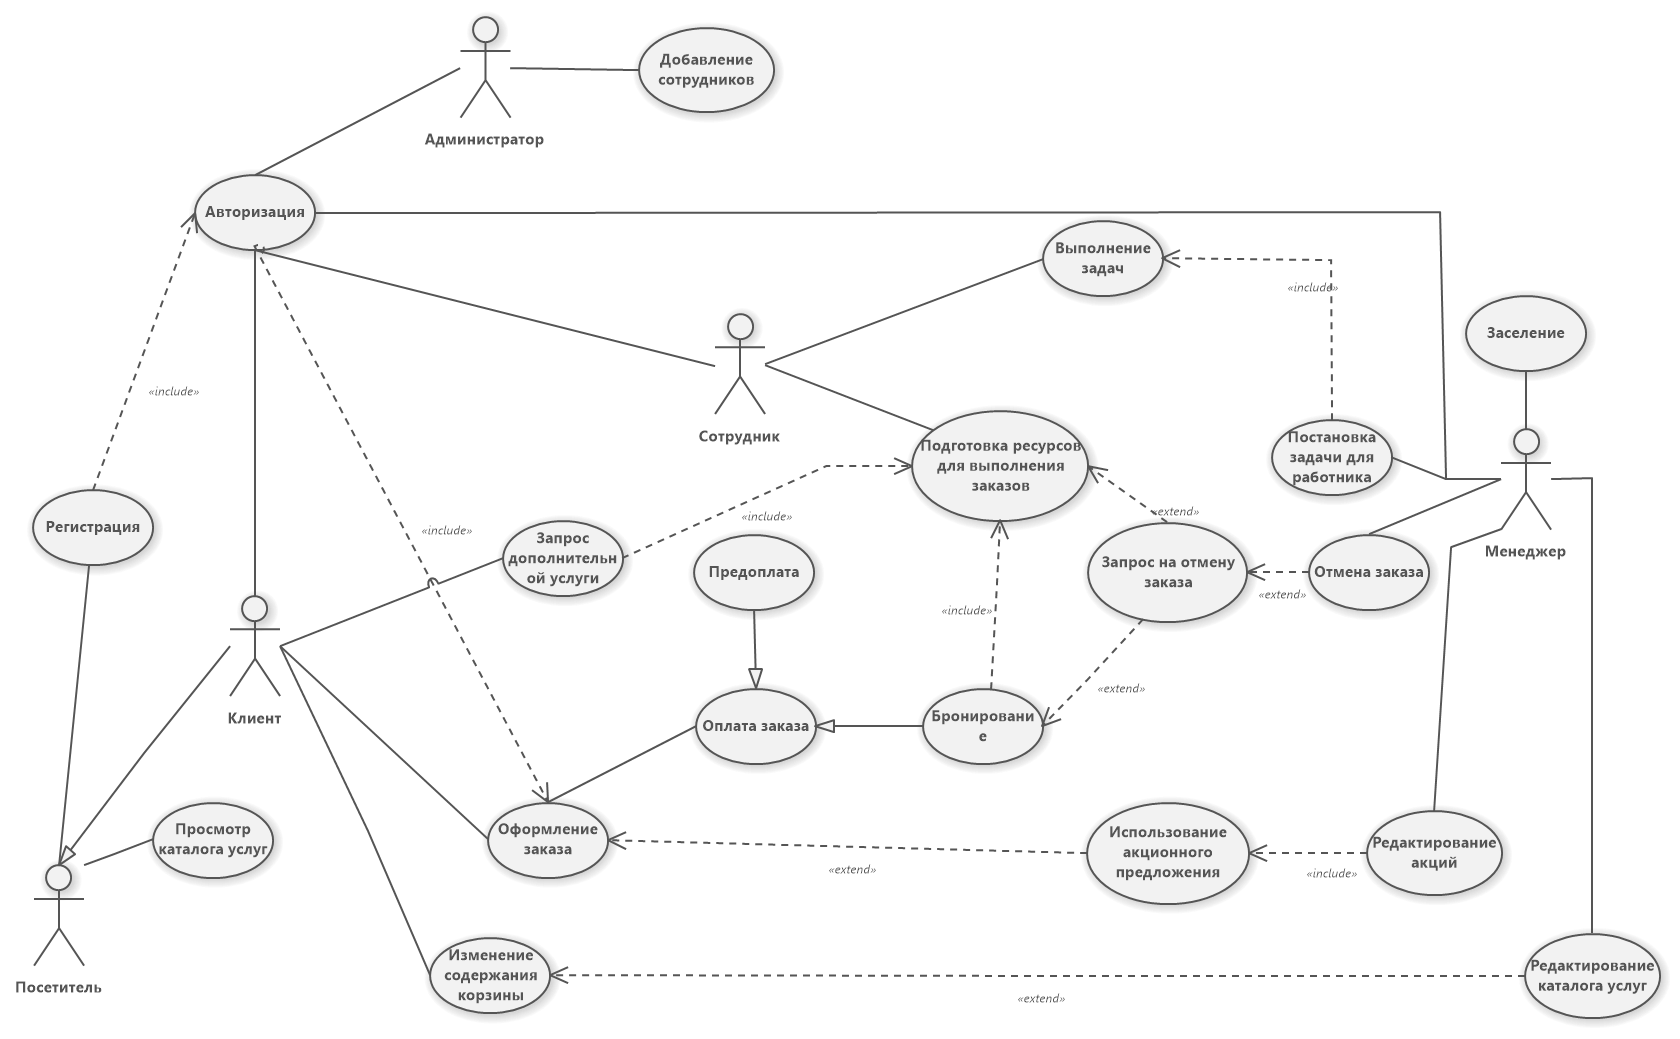 Добавление
сотрудников
Администратор
Авторизация
Выполнение
задач
«include»
Заселение
«include»
Сотрудник
Подготовка ресурсов
для выполнения
заказов
Постановка
задачи для
работника
«extend»
«include»
«include»
Регистрация
Запрос
дополнительн
ой услуги
Предоплата
Запрос на отмену
заказа
Отмена заказа
Менеджер
«extend»
«include»
«extend»
Клиент
Оплата заказа
Бронировани
е
Просмотр
каталога услуг
Оформление
заказа
Использование
акционного
предложения
Редактирование
акций
«extend»
«include»
Посетитель
Изменение
содержания
корзины
Редактирование
каталога услуг
«extend»